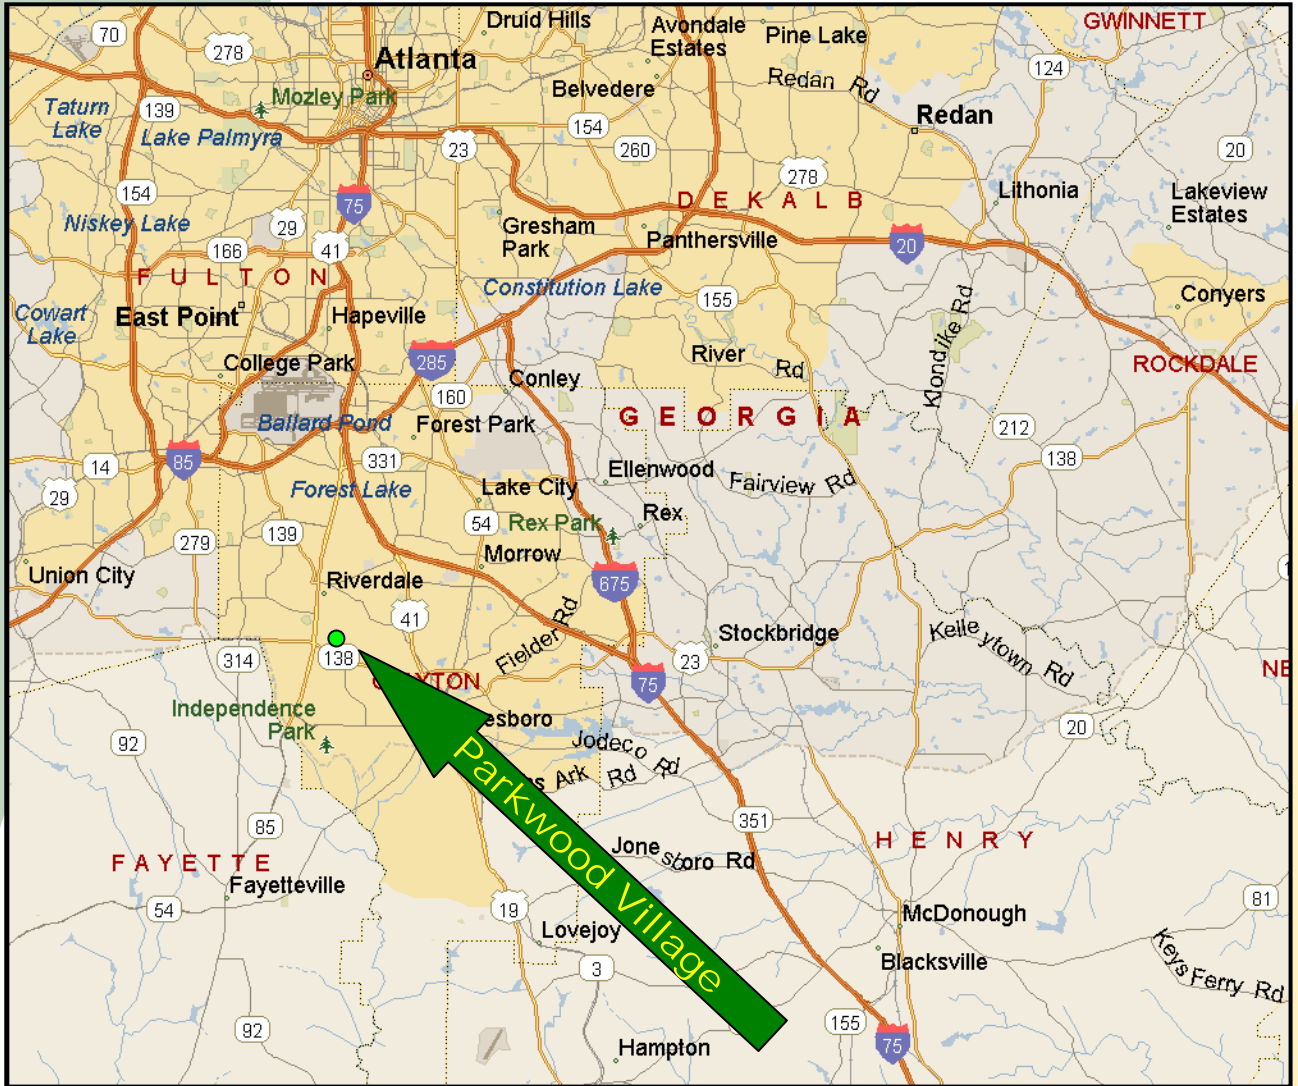 70
278
Druid Hills
Avondale
Estates
Pine Lake
GWINNETT
124
Atlanta
Belvedere
Redan Rd
Mozley Park
Taturn
Lake
139
Lake Palmyra
154
Redan
23
260
20
278
154
75
DEKALB
Lithonia
Lakeview
Estates
Niskey Lake
29
Gresham
Park
166
41
Panthersville
20
FULTON
Constitution Lake
155
Conyers
Cowart
Lake
East Point
Hapeville
Klondike Rd
College Park
285
River Rd
ROCKDALE
Conley
160
Ballard Pond
Forest Park
GEORGIA
212
14
85
331
Ellenwood
138
29
Forest Lake
Lake City
Fairview Rd
54
Rex Park
Rex
279
139
Morrow
Union City
Riverdale
675
41
Fielder Rd
Stockbridge
Kelleytown Rd
314
138
23
YTON
75
NE
Independence
Park
esboro
20
92
Jodeco Rd
s Ark Rd
Parkwood Village
85
351
HENRY
FAYETTE
Jonesboro Rd
Fayetteville
54
19
81
McDonough
Lovejoy
Blacksville
Keys Ferry Rd
3
92
155
75
Hampton